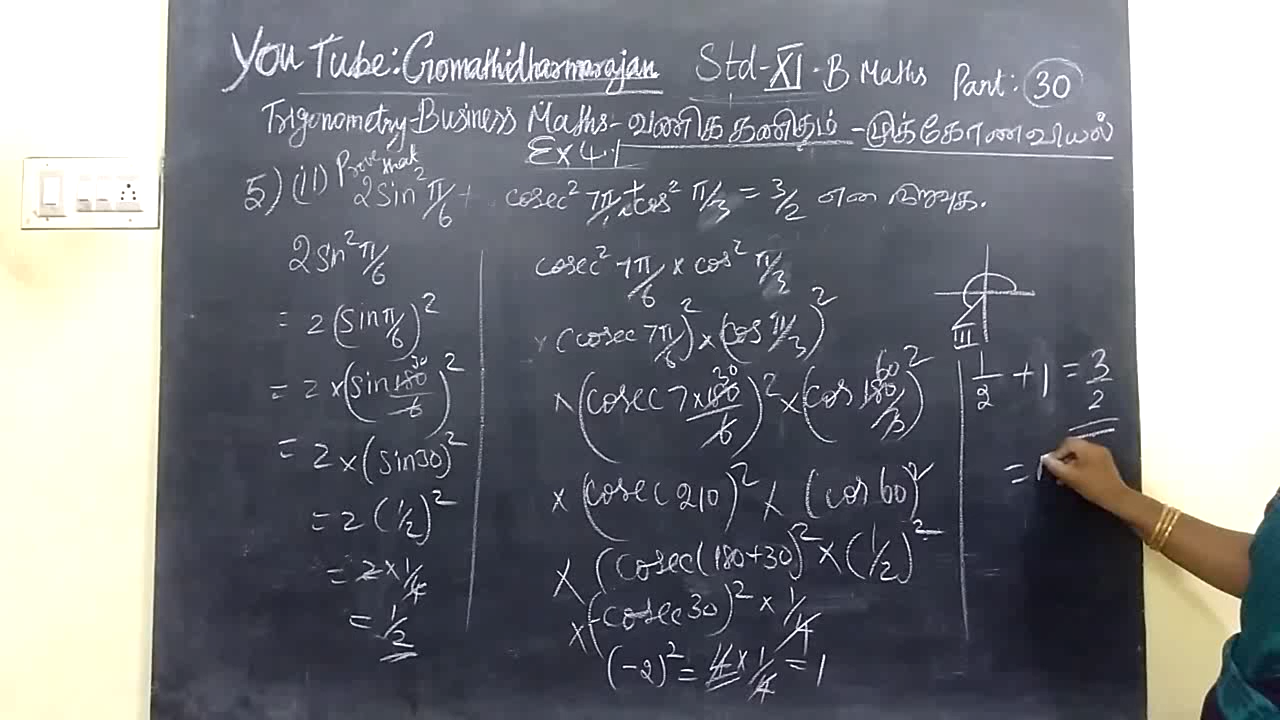 YouTube: Gomathidharmarajan Std-XI. B Maths Part: 30
Trigonometry-Business Maths-வணிக கணிதம் -முக்கோணவியல்
Ex 4.1
5) (ii) Prove that 2sin² π/6 + cosec² 7π/6 cos² π/3 = 3/2 என நிறுவுக.
2sin² π/6
= 2(sin π/6)²
= 2×(sin 180/6)² 30
= 2×(sin30)²
= 2(1/2)²
= 2×1/4
= 1/2
cosec² 7π/6 × cos² π/3
×(cosec 7π/6)² × (cos π/3)²
×(cosec 7×180/6)² × (cos 180/3)² 30 60
×(cosec 210)² × (cos 60)²
×(cosec(180+30)² × (1/2)²
×(cosec30)² × 1/4
(-2)² = 4×1/4 = 1
III
1/2 + 1 = 3/2
=